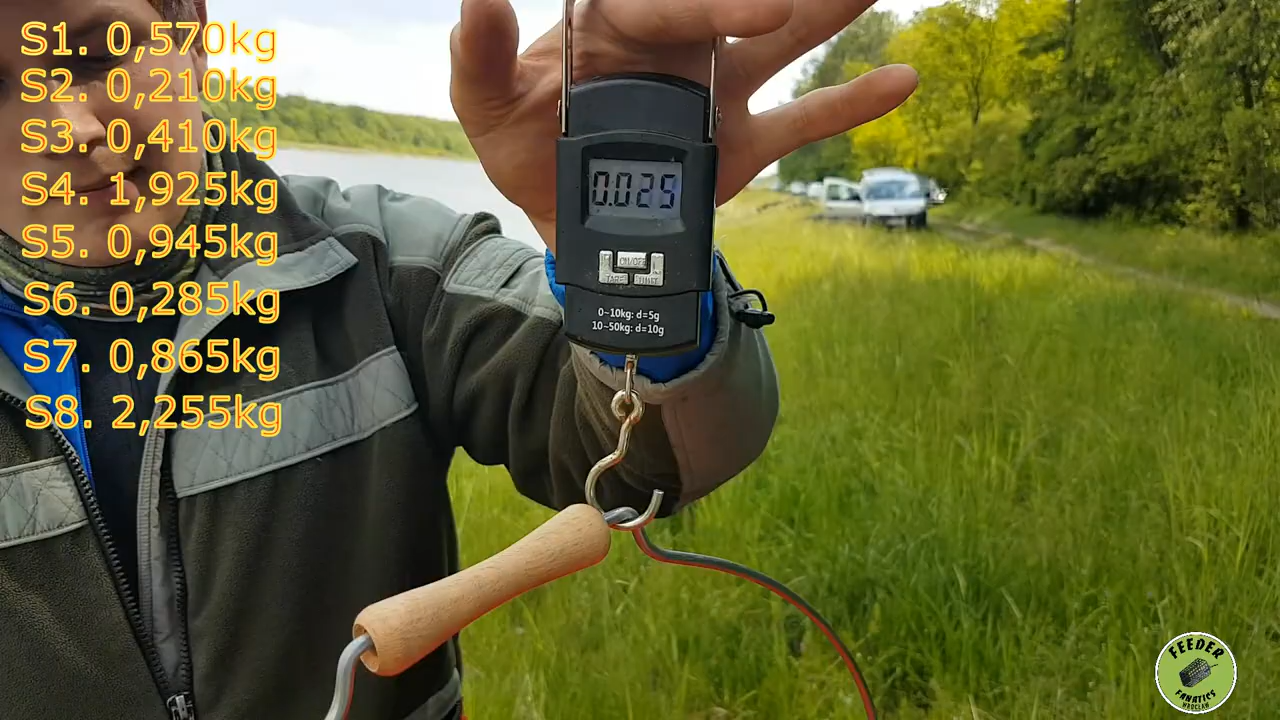 S1. 0,570kg
S2. 0,210kg
S3. 0,410kg
S4. 1,925kg
S5. 0,945kg
S6. 0,285kg
S7. 0,865kg
S8. 2,255kg
0.025
ON/OFF
TARE UNIT
0~10kg: d=5g
10~50kg: d=10g
FEEDER
FANATICS
WROCŁAW